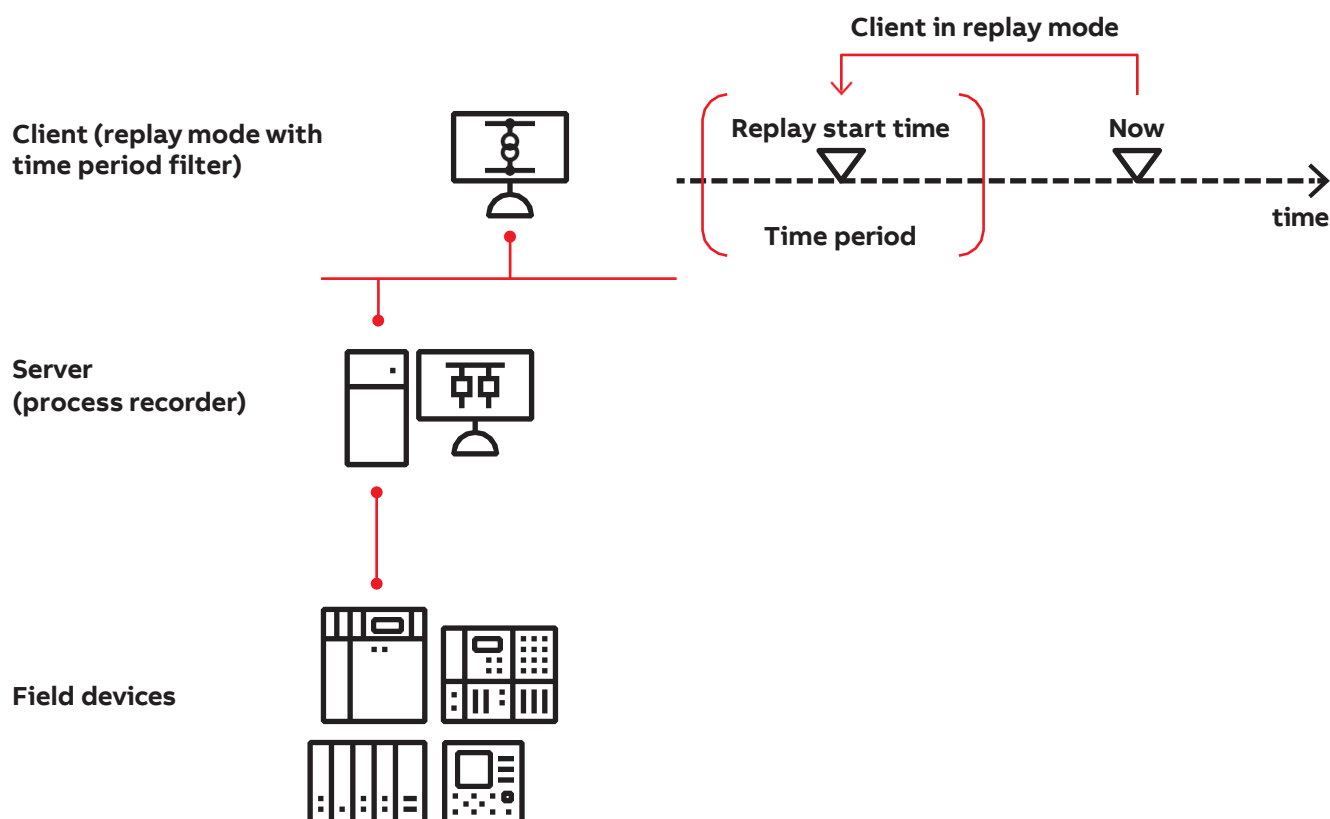 Client in replay mode
Client (replay mode with
time period filter)
Replay start time
Now
time
Time period
Server
(process recorder)
Field devices